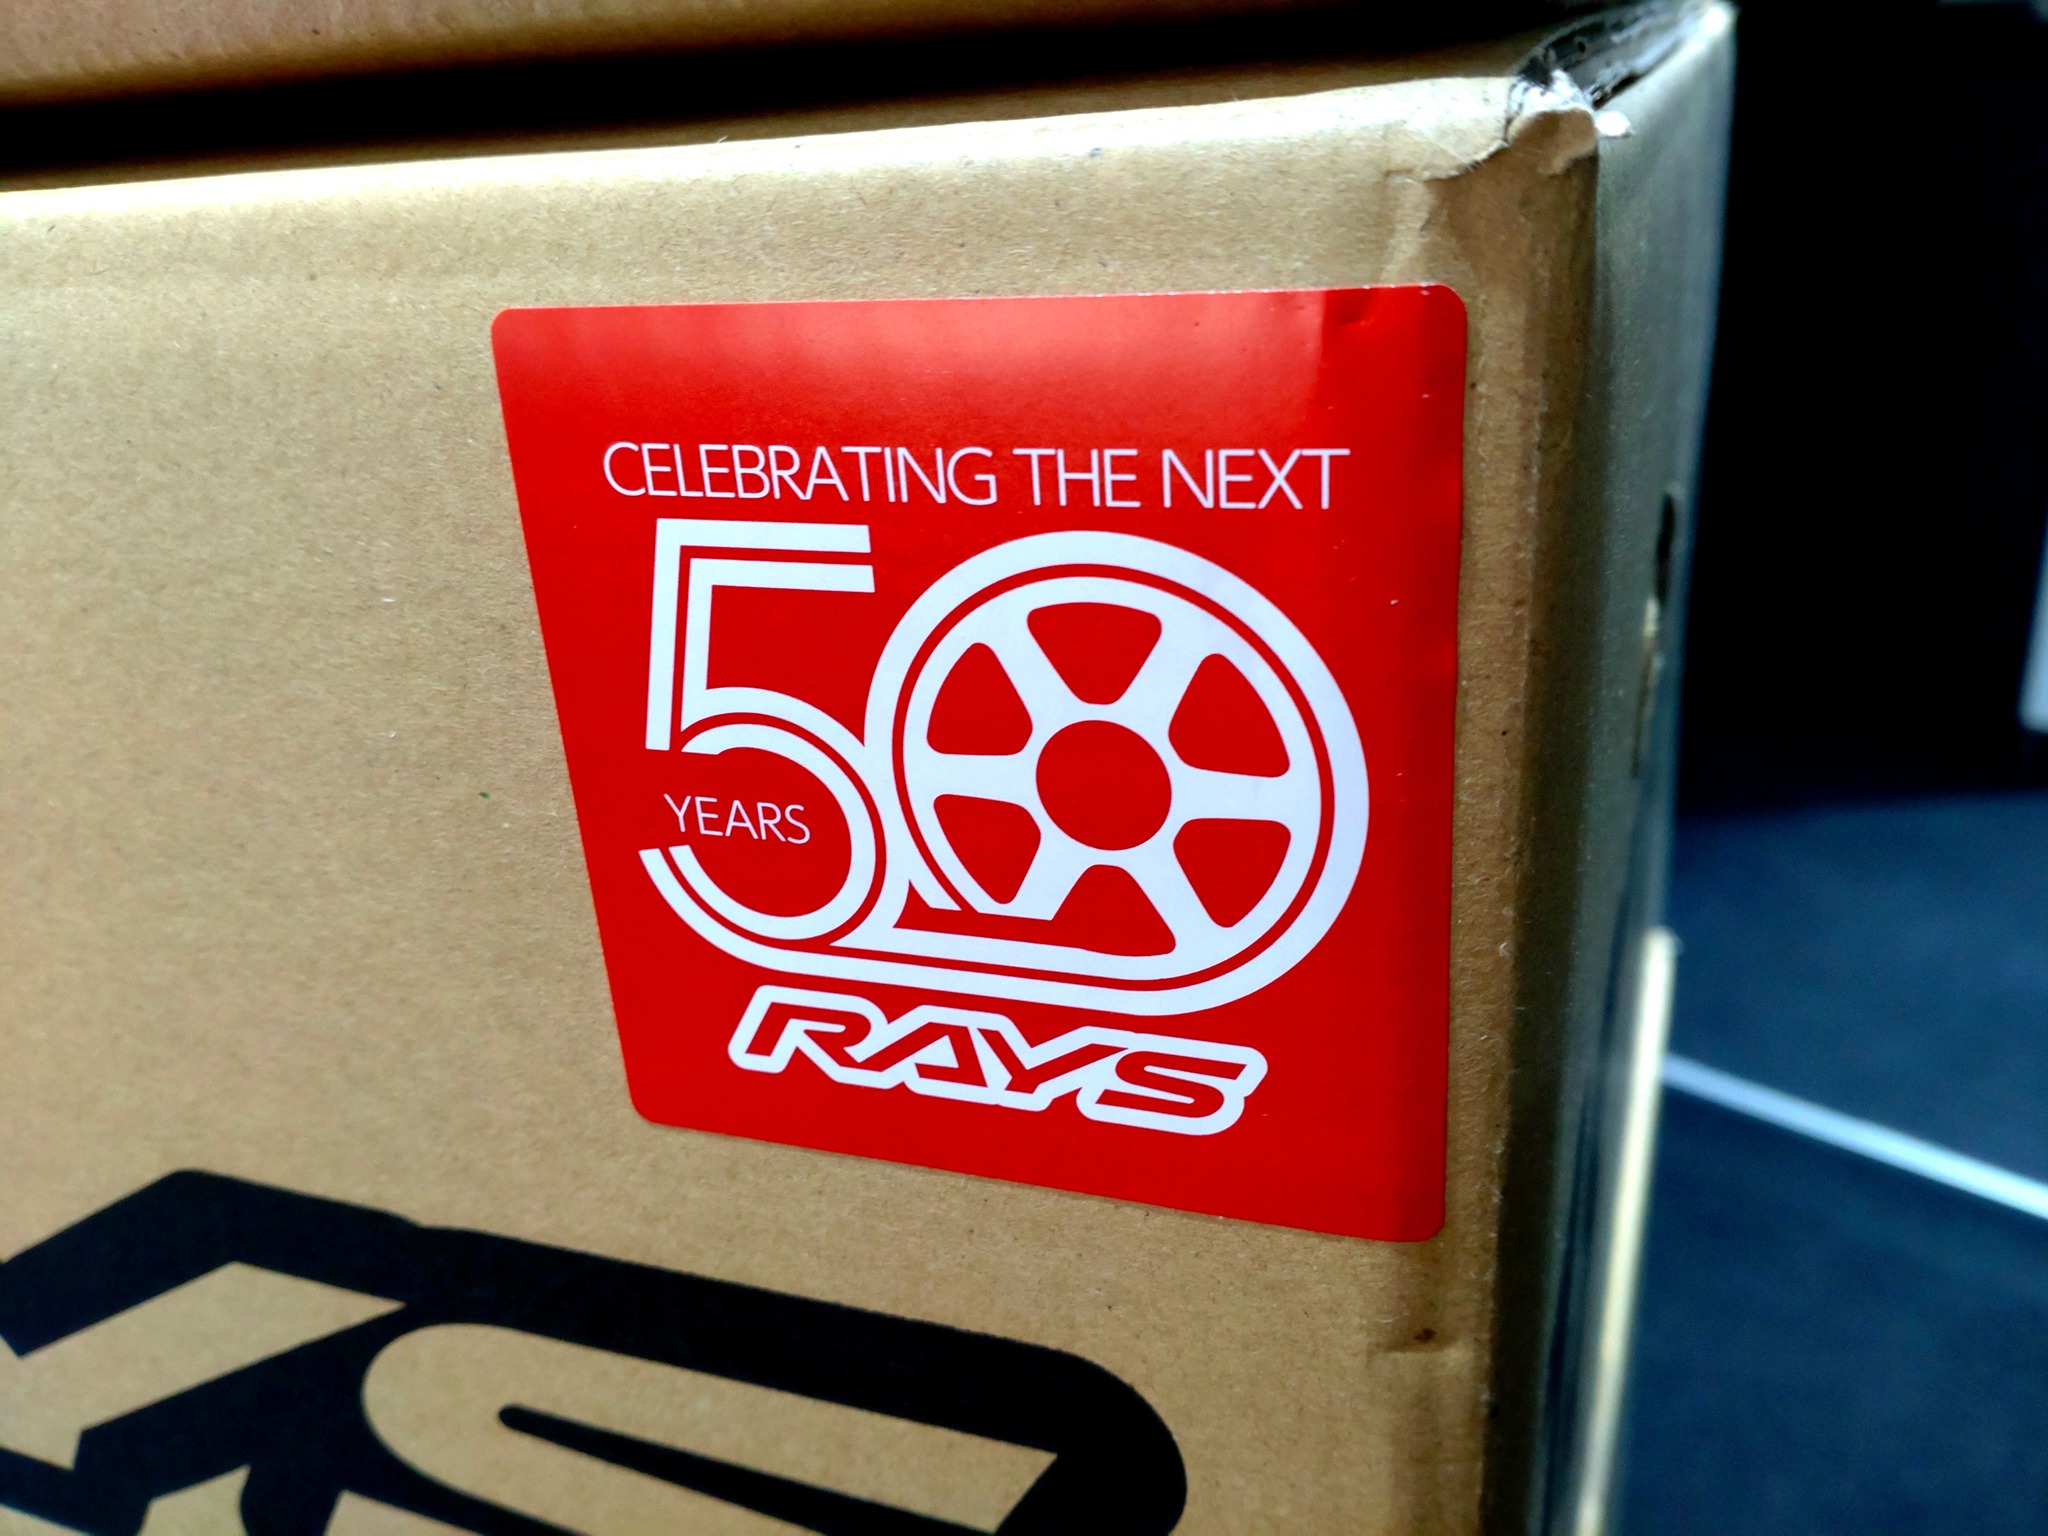 CELEBRATING THE NEXT
50
YEARS
RAYS